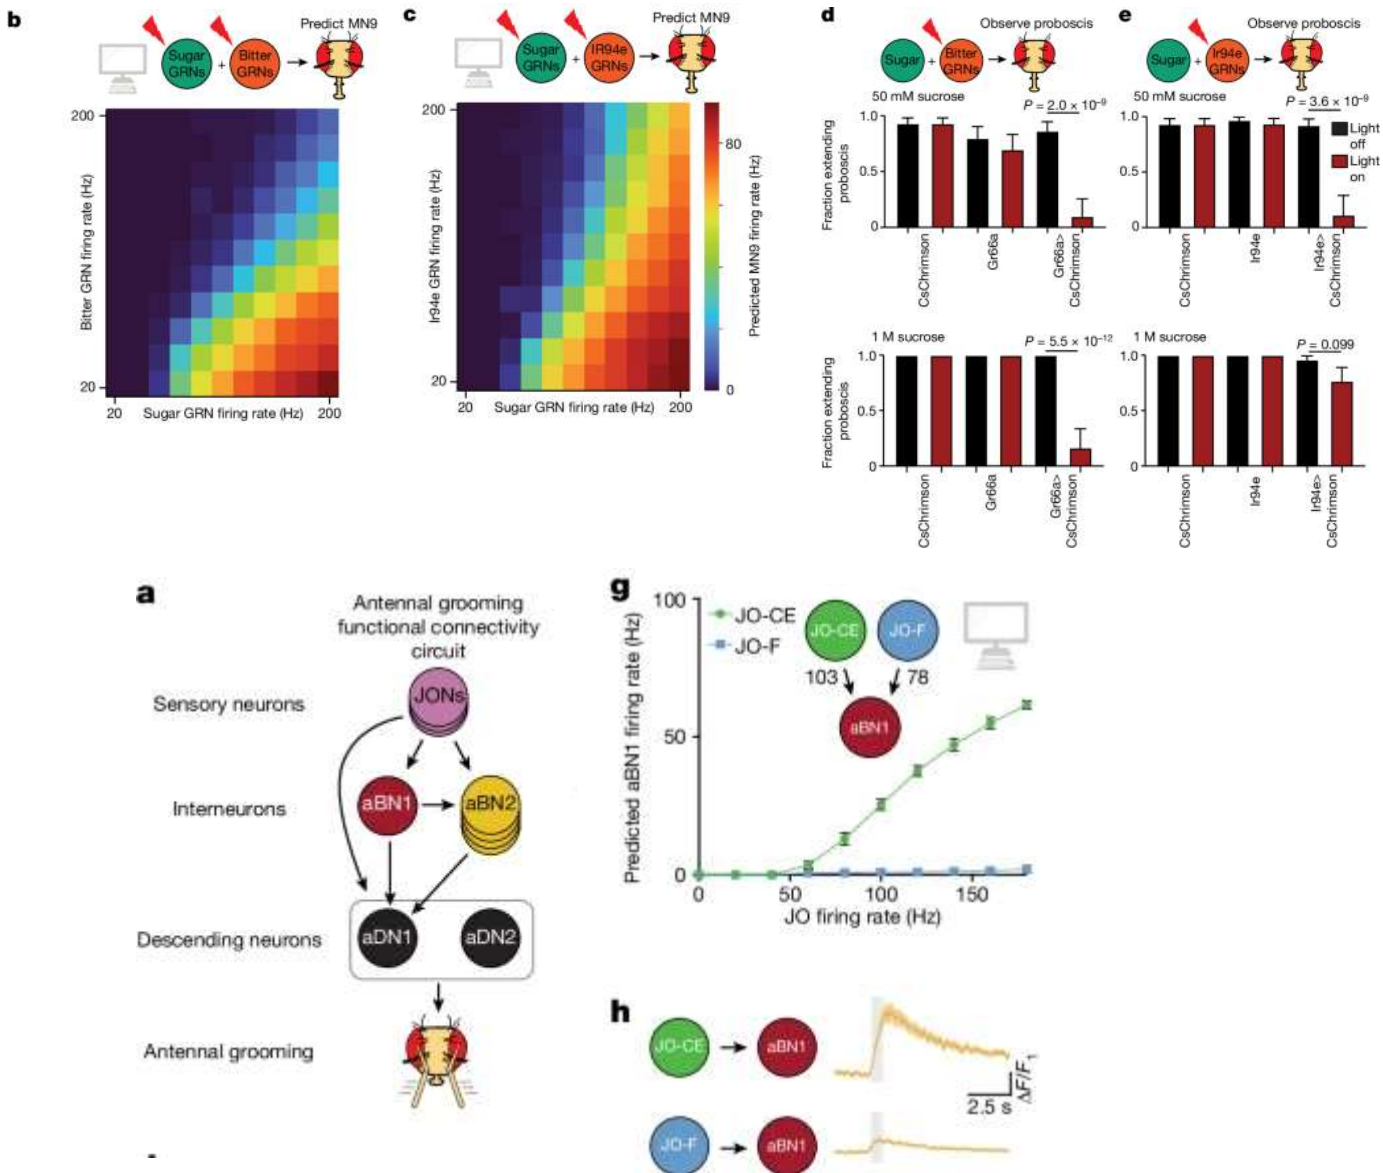 b
Sugar
GRNs
+
Bitter
GRNs
Predict MN9
200
20
Bitter GRN firing rate (Hz)
20
Sugar GRN firing rate (Hz)
200
c
Sugar
GRNs
+
IR94e
GRNs
Predict MN9
200
20
Ir94e GRN firing rate (Hz)
20
Sugar GRN firing rate (Hz)
200
80
0
Predicted MN9 firing rate (Hz)
d
Observe proboscis
Sugar
+
Bitter
GRNs
50 mM sucrose
P = 2.0 × 10⁻⁹
1.0
0.5
0
Fraction extending
proboscis
CsChrimson
Gr66a
Gr66a>
CsChrimson
1 M sucrose
P = 5.5 × 10⁻¹²
1.0
0.5
0
Fraction extending
proboscis
CsChrimson
Gr66a
Gr66a>
CsChrimson
e
Observe proboscis
Sugar
+
Ir94e
GRNs
50 mM sucrose
P = 3.6 × 10⁻⁹
Light
off
Light
on
1.0
0.5
0
CsChrimson
Ir94e
Ir94e>
CsChrimson
1 M sucrose
P = 0.099
1.0
0.5
0
CsChrimson
Ir94e
Ir94e>
CsChrimson
a
Antennal grooming
functional connectivity
circuit
Sensory neurons
JONs
Interneurons
aBN1
aBN2
Descending neurons
aDN1
aDN2
Antennal grooming
g
100
50
0
Predicted aBN1 firing rate (Hz)
JO-CE
JO-F
JO-CE
JO-F
103
78
aBN1
0
50
100
150
JO firing rate (Hz)
h
JO-CE
aBN1
ΔF/F₁
2.5 s
JO-F
aBN1